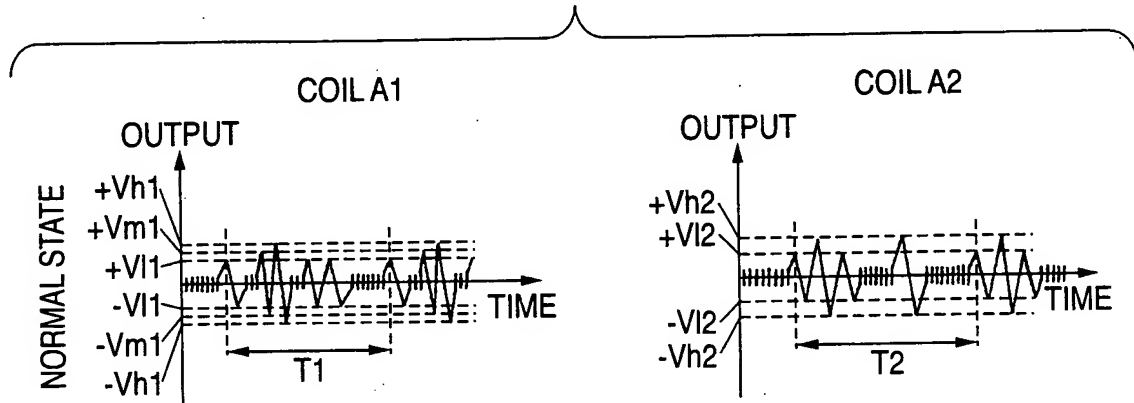 COIL A1
OUTPUT
NORMAL STATE
+Vh1
+Vm1
+Vl1
-Vl1
-Vm1
-Vh1
TIME
T1
COIL A2
OUTPUT
+Vh2
+Vl2
-Vl2
-Vh2
TIME
T2